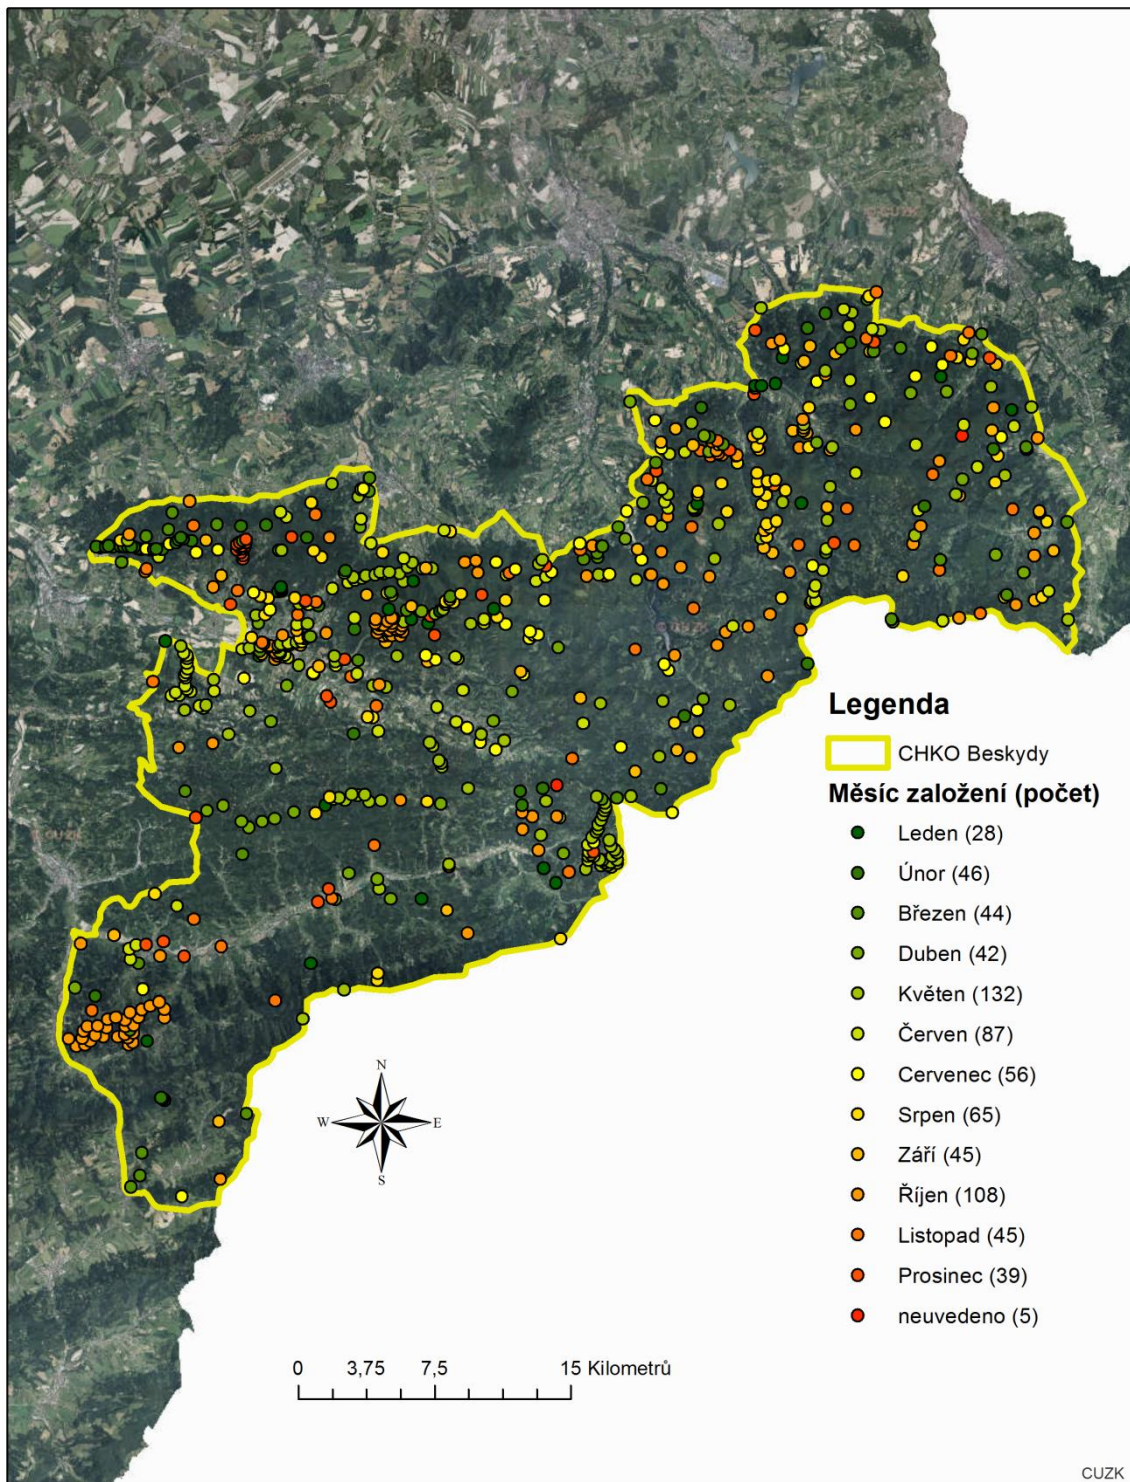 Legenda
CHKO Beskydy
Měsíc založení (počet)
Leden (28)
Únor (46)
Březen (44)
Duben (42)
Květen (132)
Červen (87)
Červenec (56)
Srpen (65)
Září (45)
Říjen (108)
Listopad (45)
Prosinec (39)
neuvedeno (5)
N
W E
S
0 3,75 7,5 15 Kilometrů
CUZK